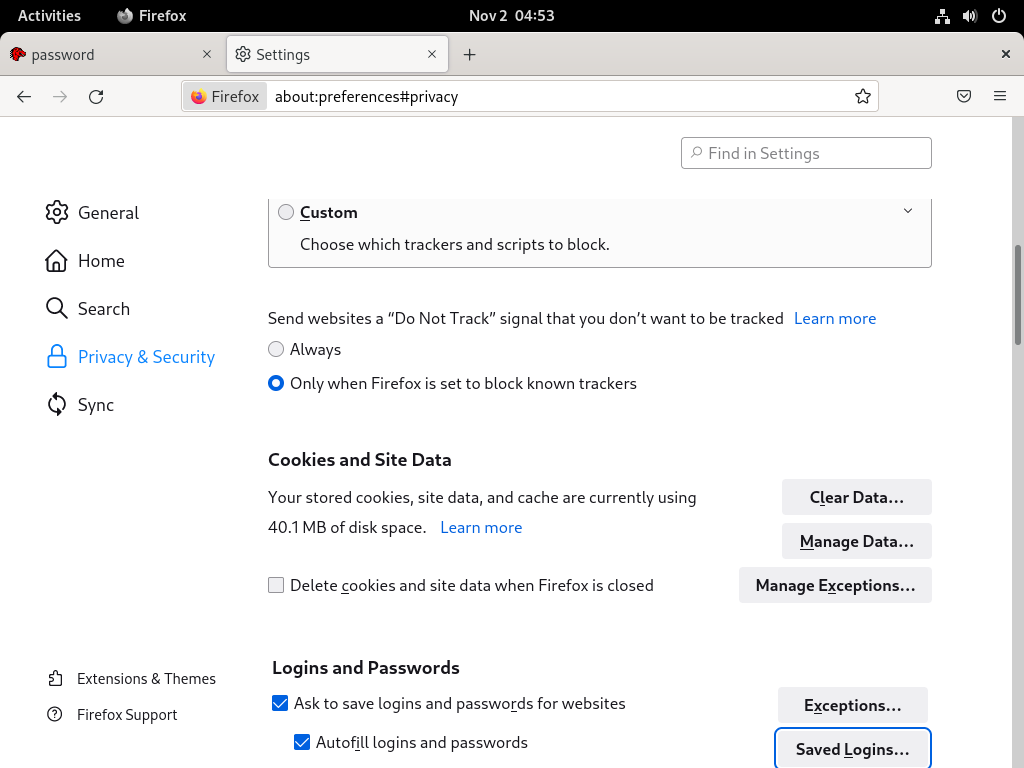 Activities Firefox Nov 2 04:53
password Settings
Firefox about:preferences#privacy
Find in Settings
General
Home
Search
Privacy & Security
Sync
Extensions & Themes
Firefox Support
Custom
Choose which trackers and scripts to block.
Send websites a “Do Not Track” signal that you don’t want to be tracked Learn more
Always
Only when Firefox is set to block known trackers
Cookies and Site Data
Your stored cookies, site data, and cache are currently using
40.1 MB of disk space. Learn more
Clear Data…
Manage Data…
Delete cookies and site data when Firefox is closed
Manage Exceptions…
Logins and Passwords
Ask to save logins and passwords for websites
Exceptions…
Autofill logins and passwords
Saved Logins…